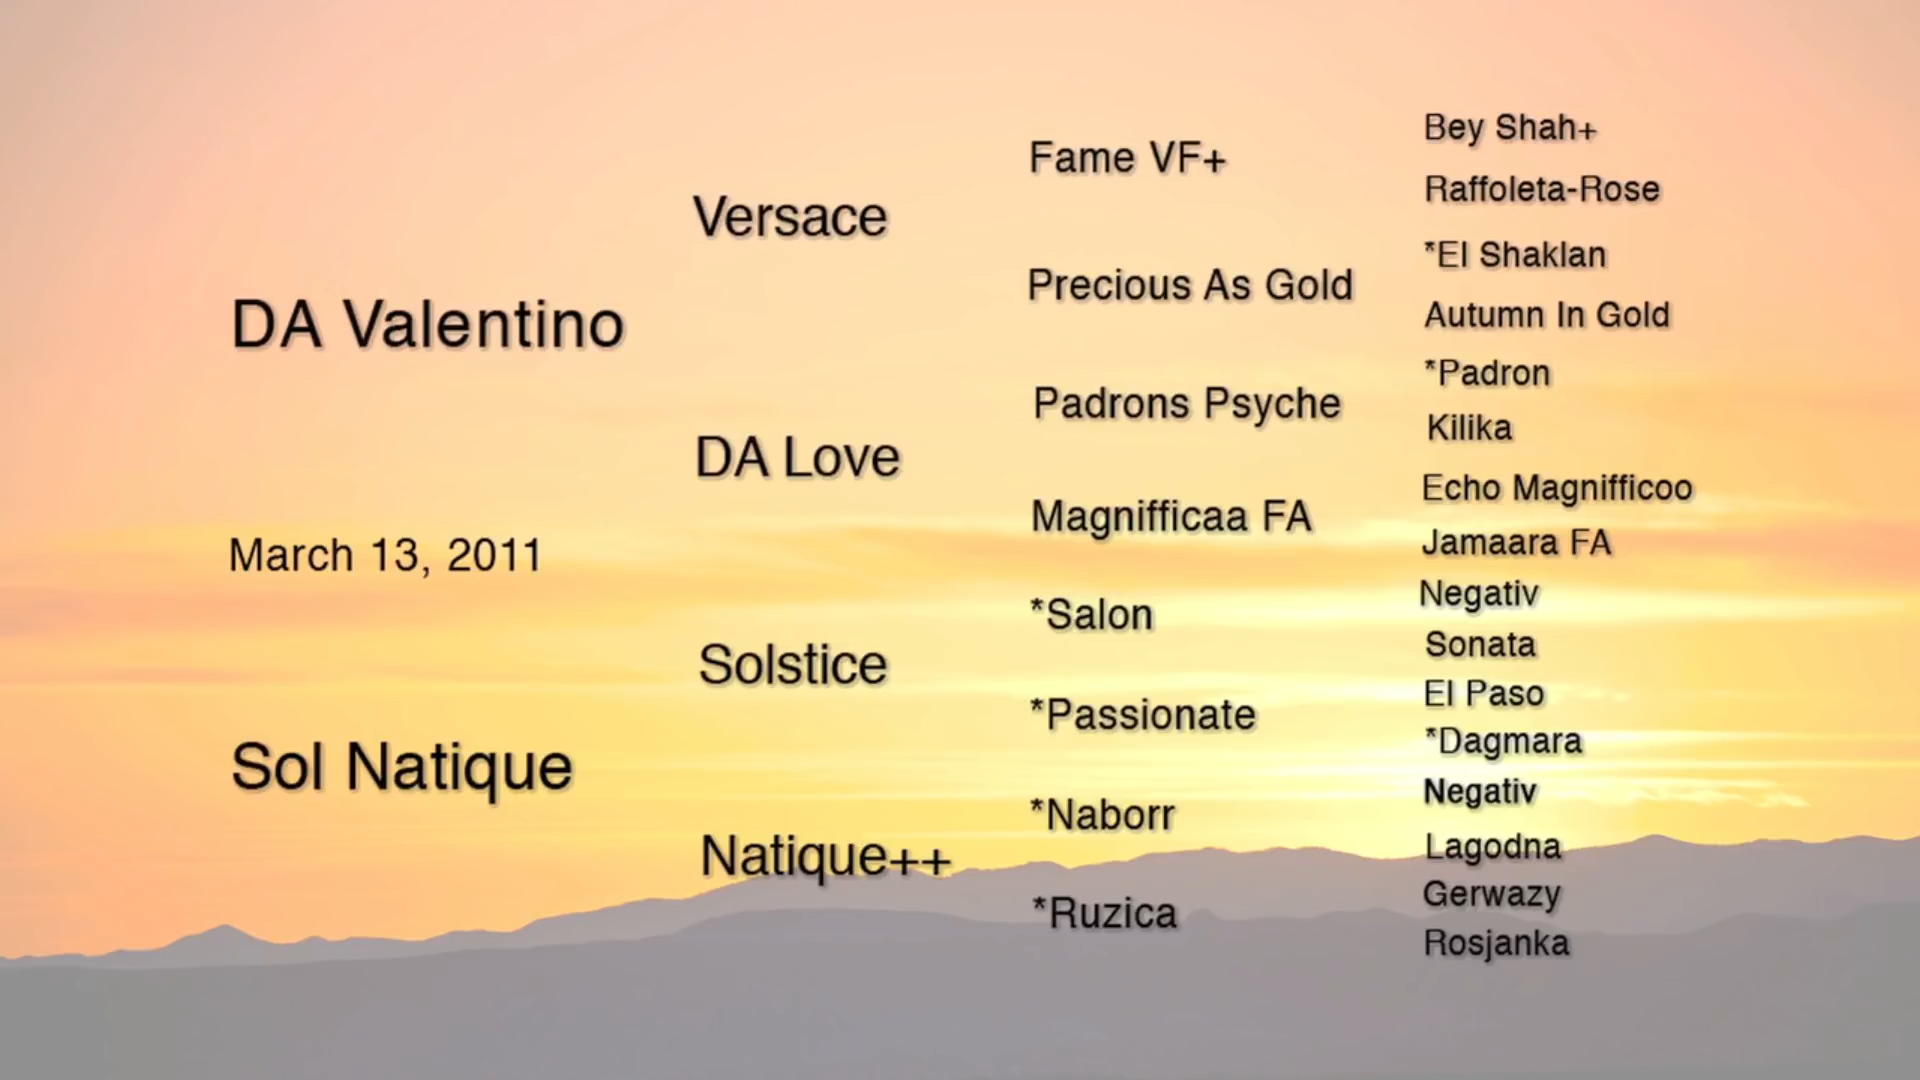 DA Valentino
March 13, 2011
Sol Natique
Versace
DA Love
Solstice
Natique++
Fame VF+
Precious As Gold
Padrons Psyche
Magnifficaa FA
*Salon
*Passionate
*Naborr
*Ruzica
Bey Shah+
Raffoleta-Rose
*El Shaklan
Autumn In Gold
*Padron
Kilika
Echo Magnifficoo
Jamaara FA
Negativ
Sonata
El Paso
*Dagmara
Negativ
Lagodna
Gerwazy
Rosjanka